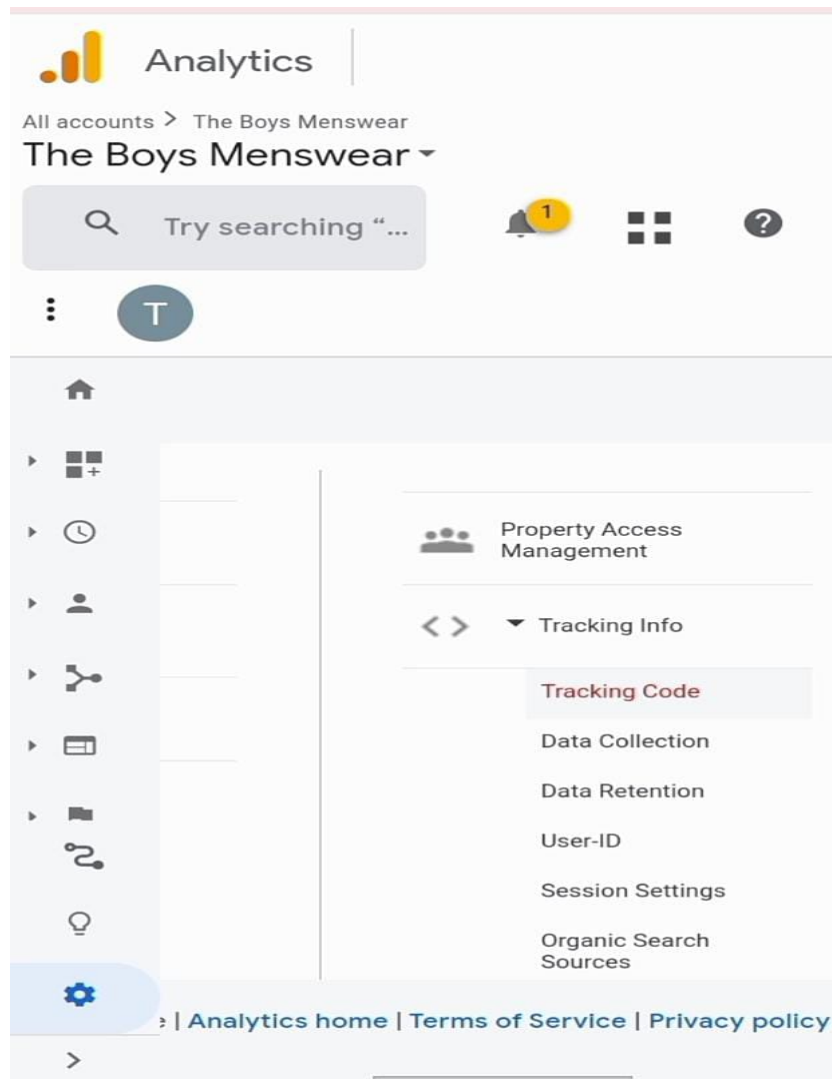 Analytics
All accounts > The Boys Menswear
The Boys Menswear
Try searching “...
1
T
Property Access
Management
Tracking Info
Tracking Code
Data Collection
Data Retention
User-ID
Session Settings
Organic Search
Sources
| Analytics home | Terms of Service | Privacy policy